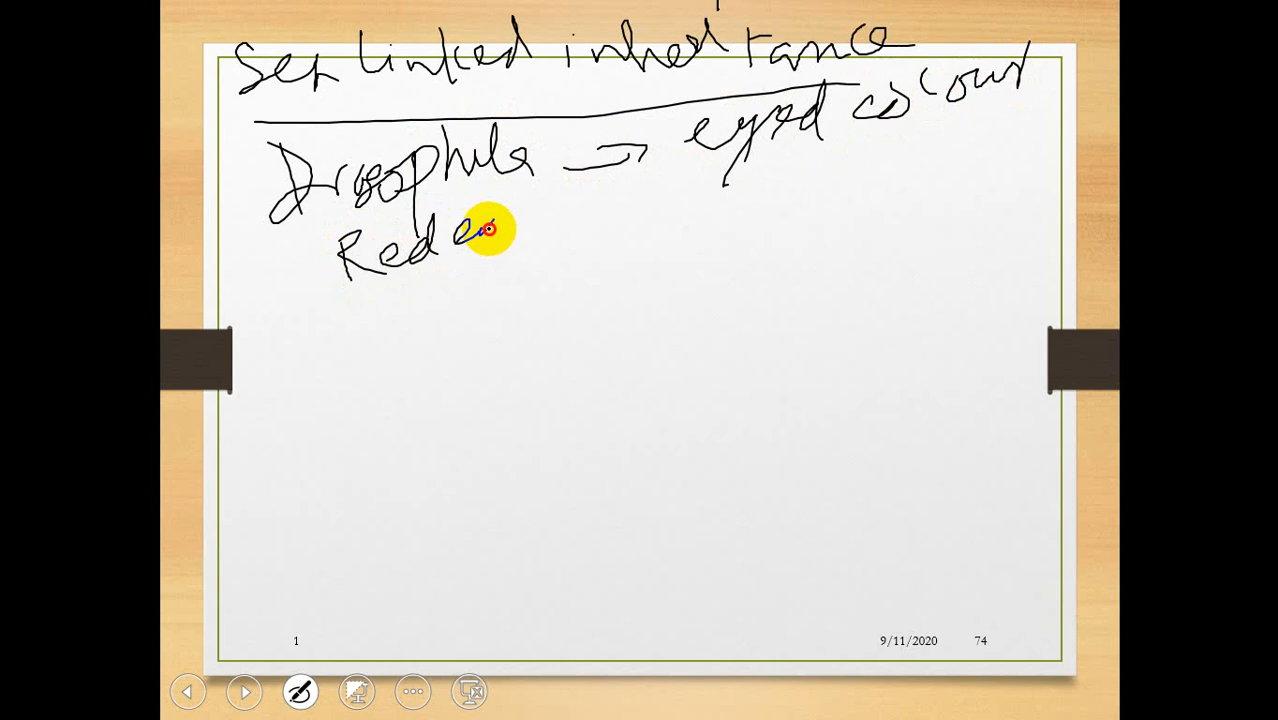 Sex linked inheritance
Drosophila → eyed colour
Red e
1 9/11/2020 74